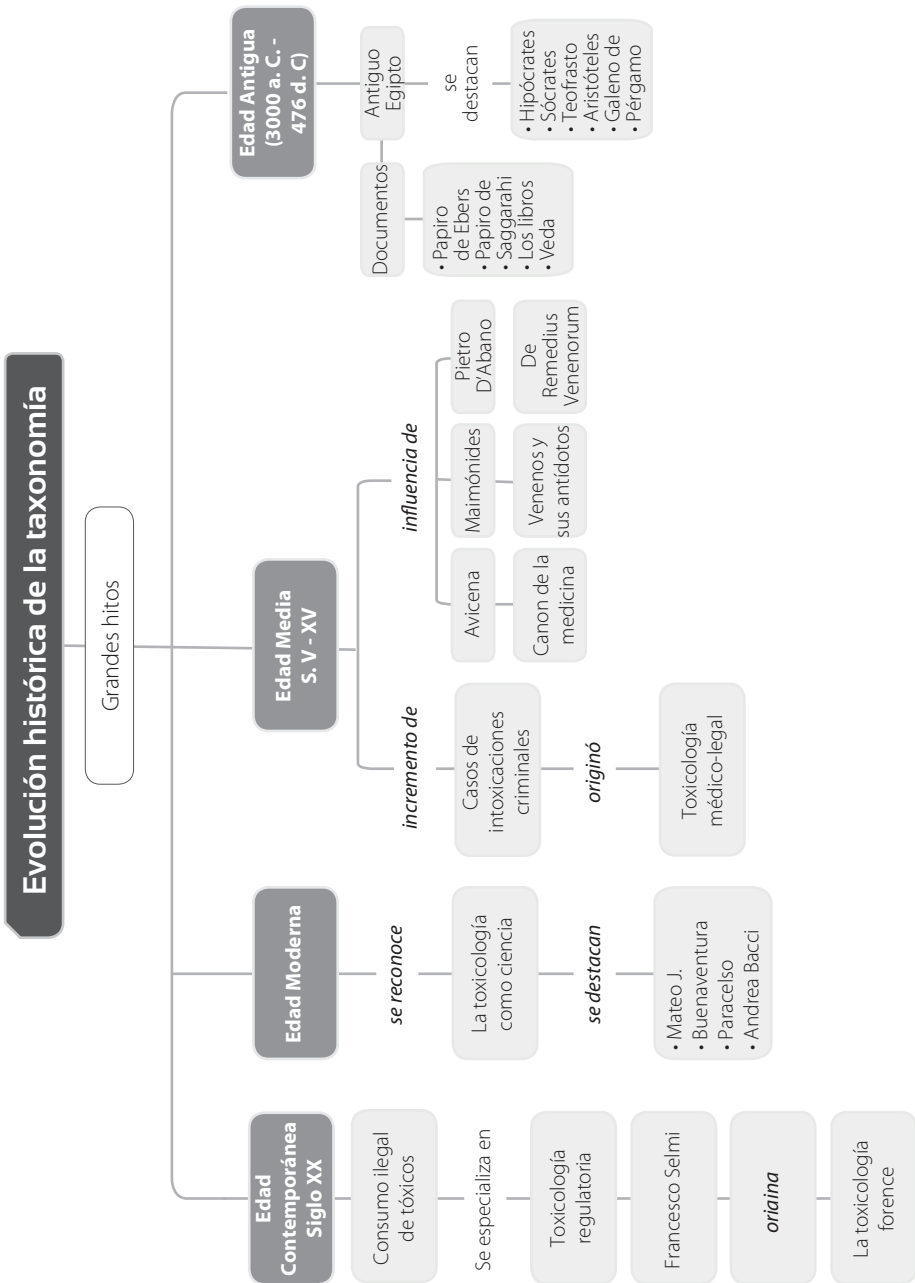 Evolución histórica de la taxonomía
Grandes hitos
Edad
Contemporánea
Siglo XX
Consumo ilegal
de tóxicos
Se especializa en
Toxicología
regulatoria
Francesco Selmi
oriaina
La toxicología
forence
Edad Moderna
se reconoce
La toxicología
como ciencia
se destacan
• Mateo J.
• Buenaventura
• Paracelso
• Andrea Bacci
Edad Media
S. V - XV
incremento de
Casos de
intoxicaciones
criminales
originó
Toxicología
médico-legal
influencia de
Avicena
Canon de la
medicina
Maimónides
Venenos y
sus antídotos
Pietro
D'Abano
De
Remedius
Venenorum
Edad Antigua
(3000 a. C. -
476 d. C)
Documentos
• Papiro
de Ebers
• Papiro de
• Saggarahi
• Los libros
• Veda
Antiguo
Egipto
se
destacan
• Hipócrates
• Sócrates
• Teofrasto
• Aristóteles
• Galeno de
• Pérgamo